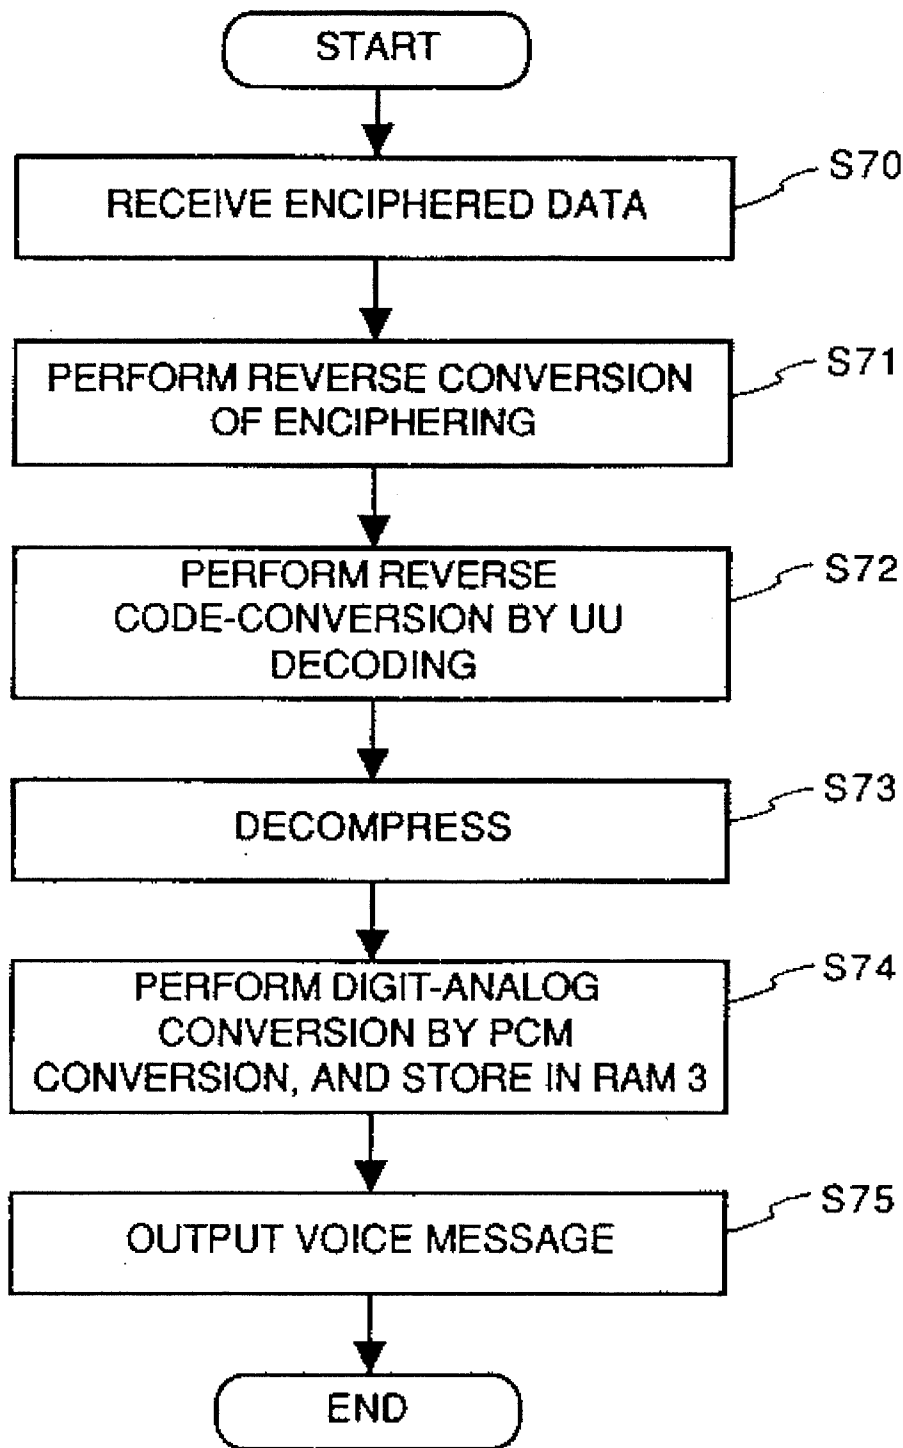 START
RECEIVE ENCIPHERED DATA
S70
PERFORM REVERSE CONVERSION
OF ENCIPHERING
S71
PERFORM REVERSE
CODE-CONVERSION BY UU
DECODING
S72
DECOMPRESS
S73
PERFORM DIGIT-ANALOG
CONVERSION BY PCM
CONVERSION, AND STORE IN RAM 3
S74
OUTPUT VOICE MESSAGE
S75
END